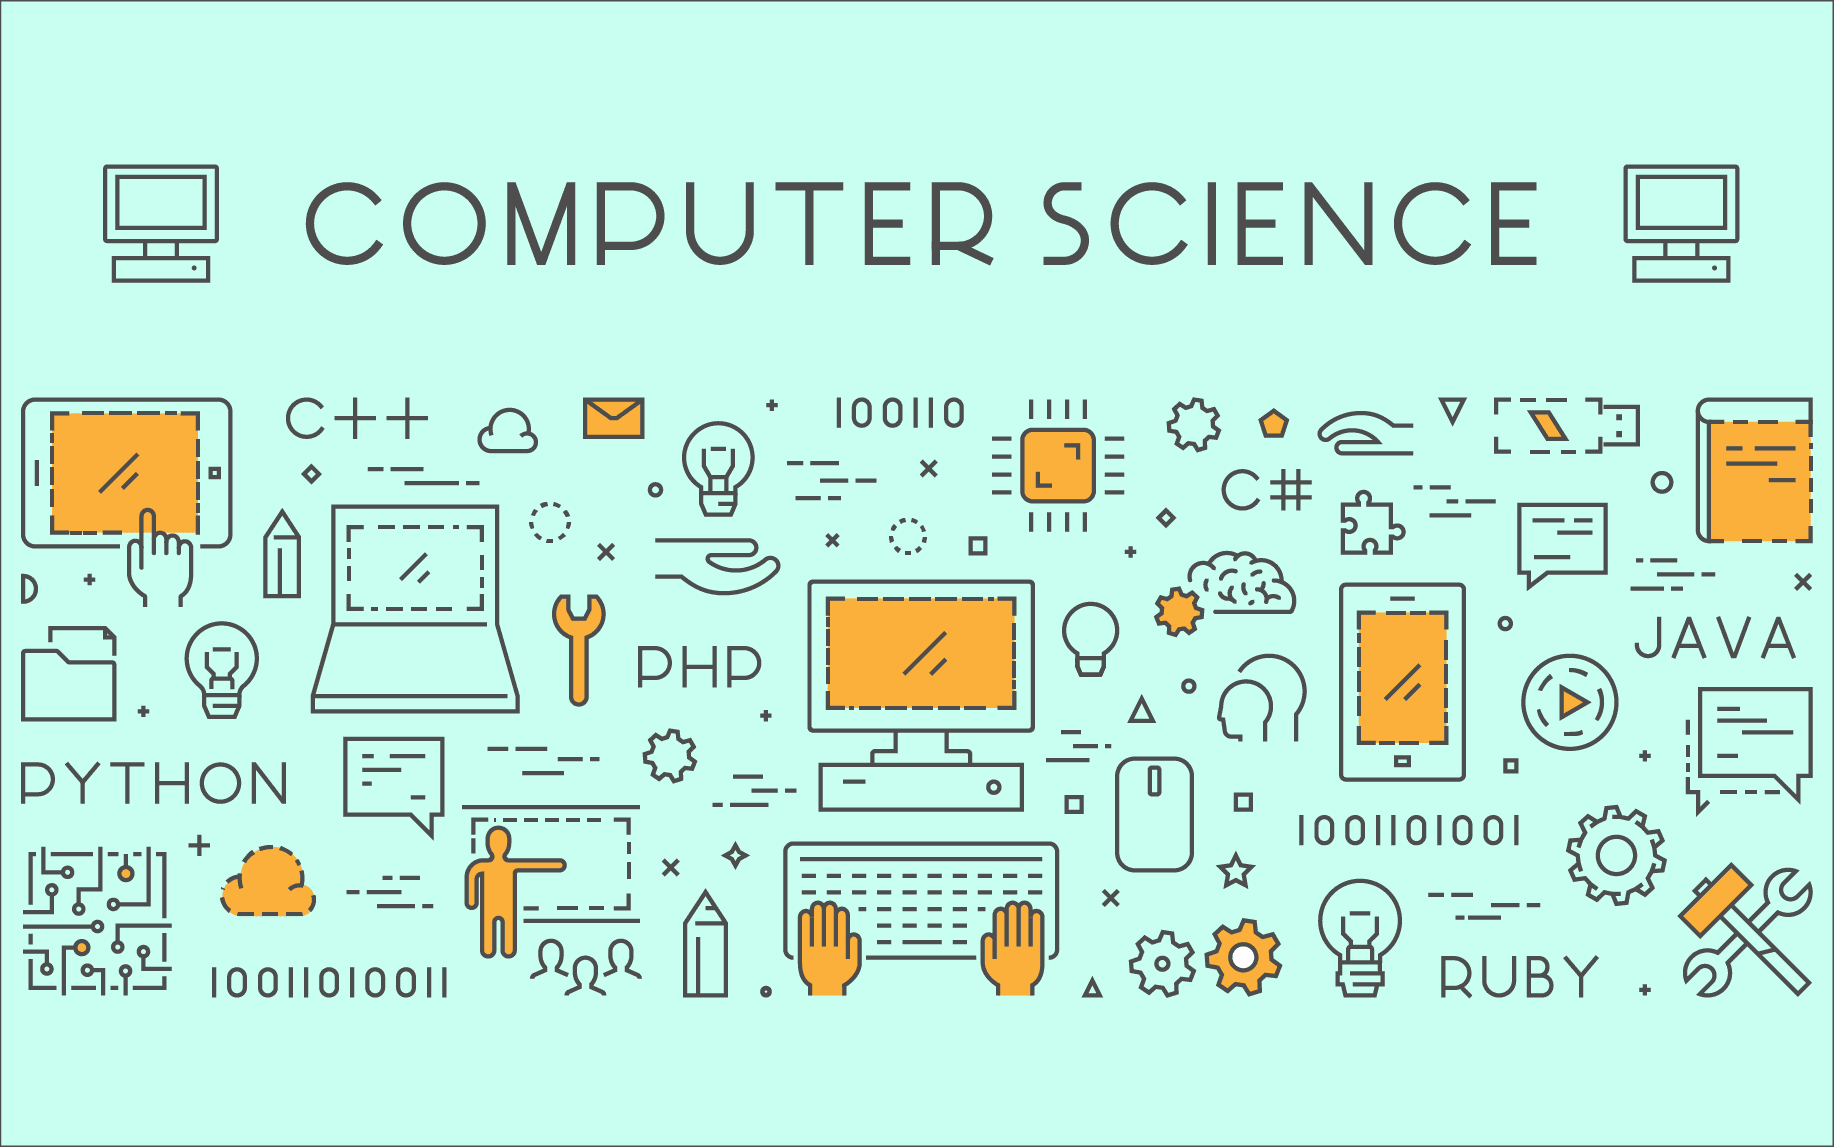 COMPUTER SCIENCE
C++
100110
C#
JAVA
PHP
PYTHON
1001101001
10011010011
RUBY